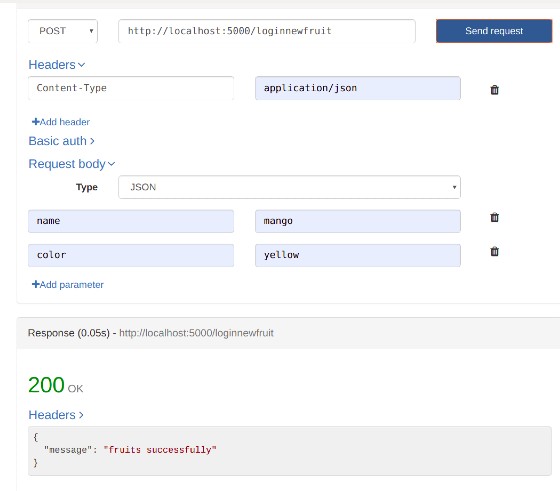 POST http://localhost:5000/loginnewfruit Send request
Headers
Content-Type application/json
Add header
Basic auth
Request body
Type JSON
name mango
color yellow
Add parameter
Response (0.05s) - http://localhost:5000/loginnewfruit
200 OK
Headers
{
"message": "fruits successfully"
}